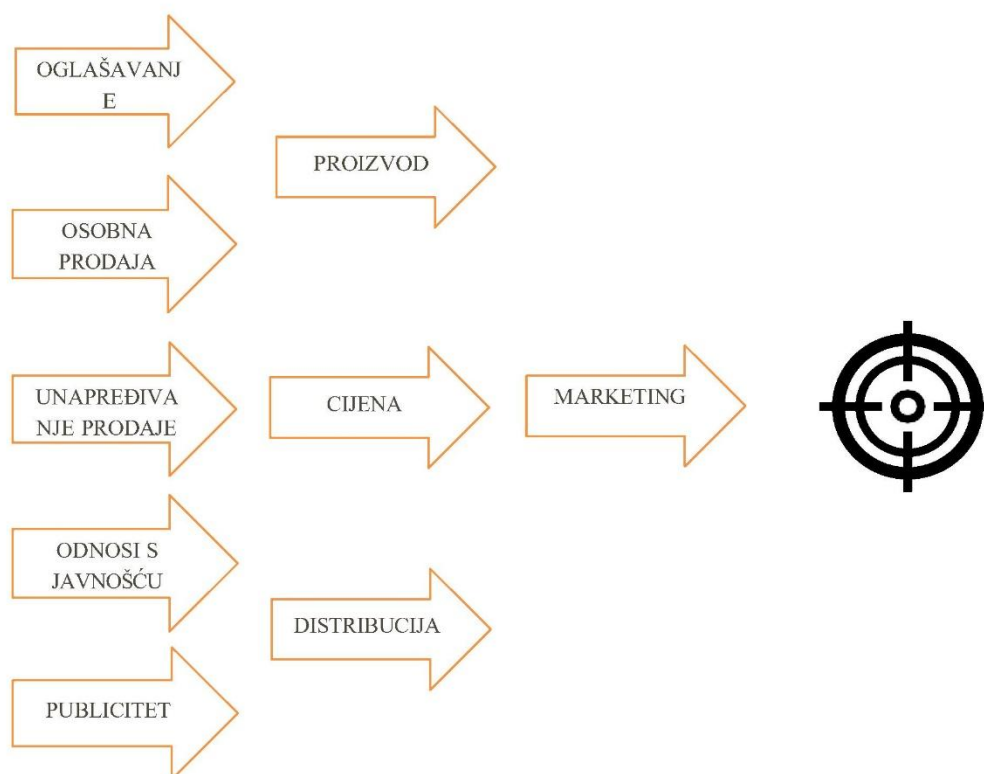 OGLAŠAVANJ
E
OSOBNA
PRODAJA
UNAPREĐIVA
NJE PRODAJE
ODNOSI S
JAVNOŠĆU
PUBLICITET
PROIZVOD
CIJENA
DISTRIBUCIJA
MARKETING